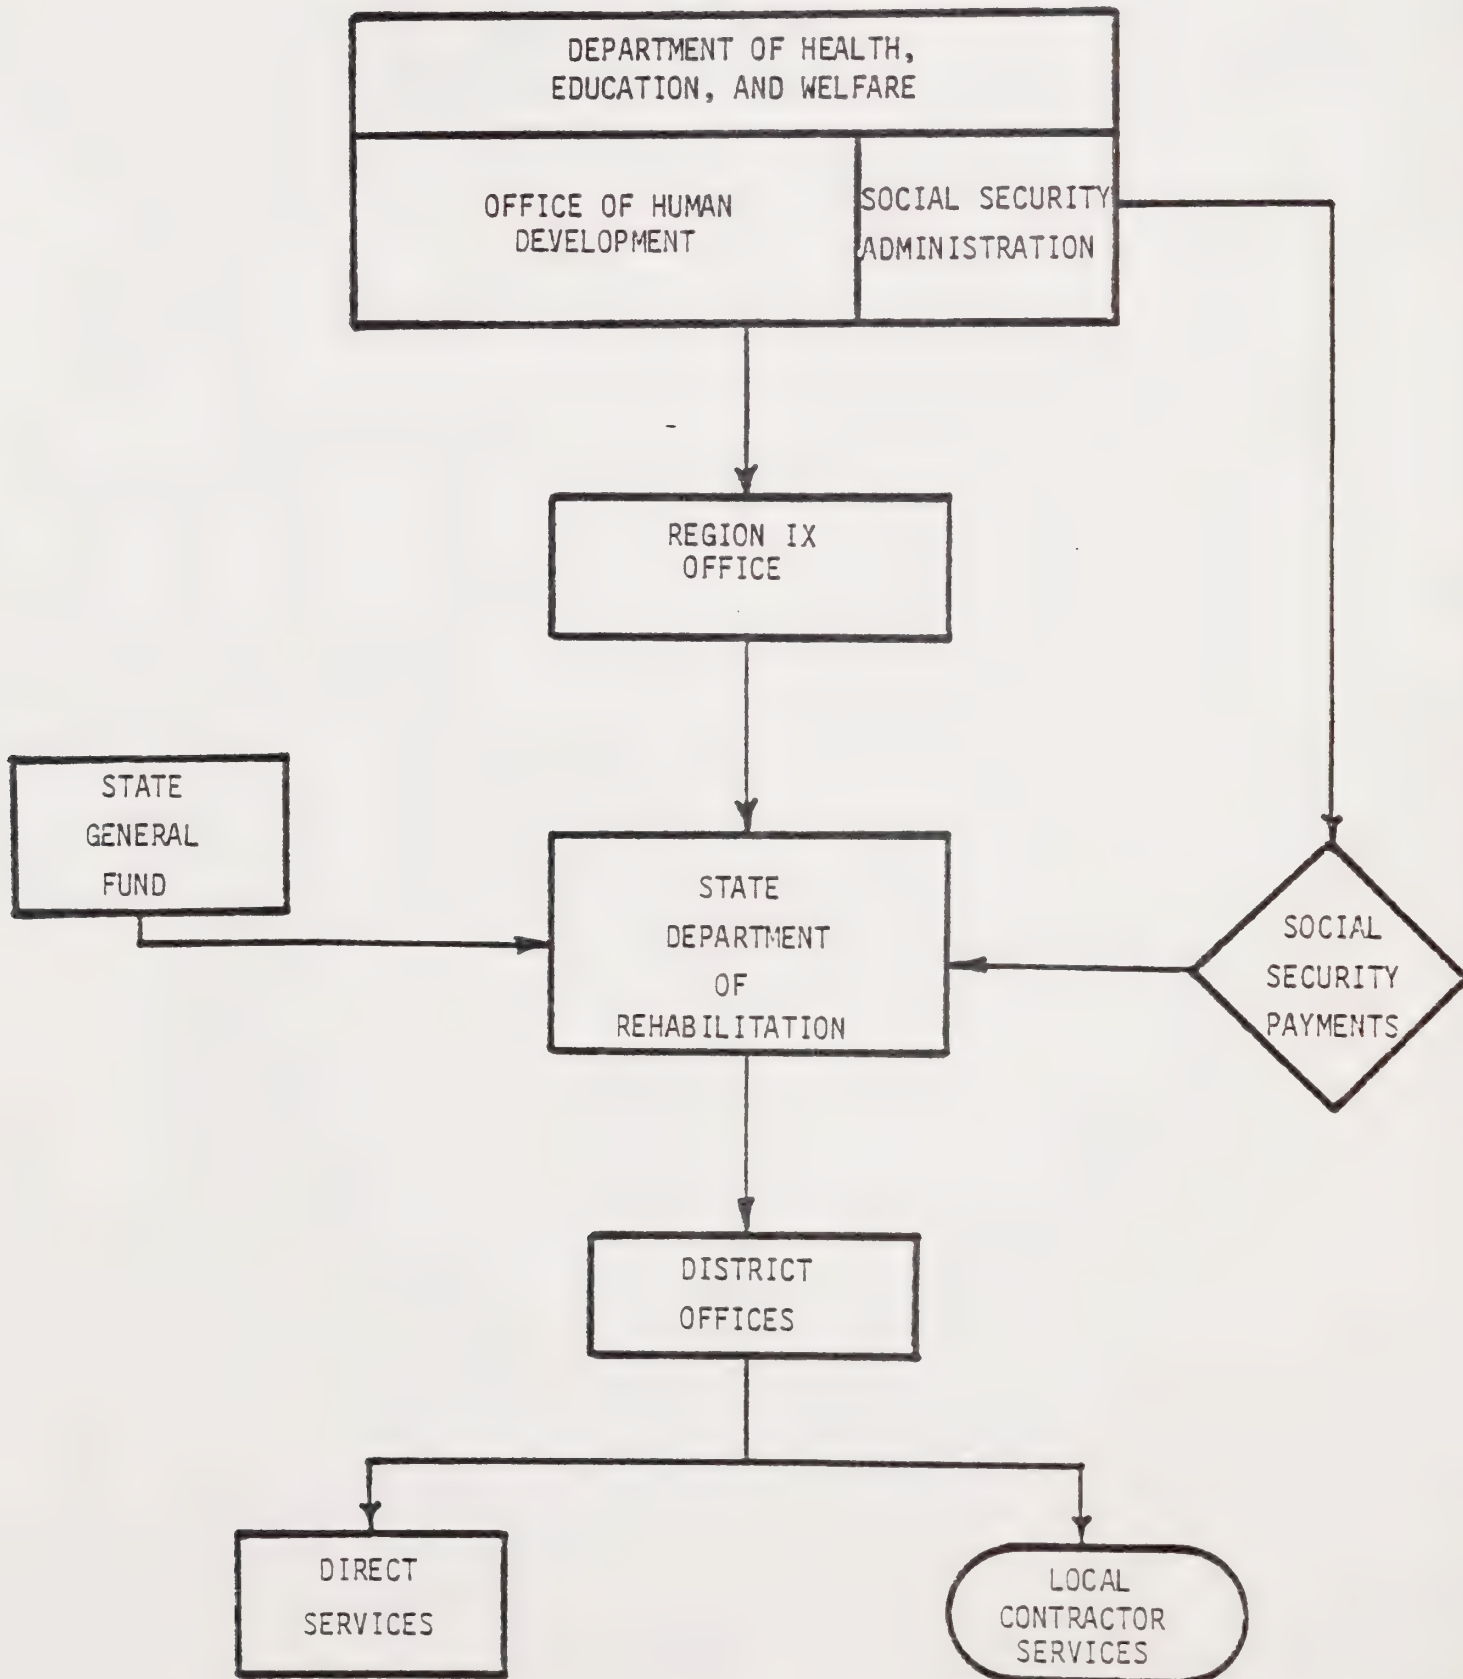 DEPARTMENT OF HEALTH,
EDUCATION, AND WELFARE
OFFICE OF HUMAN
DEVELOPMENT
SOCIAL SECURITY
ADMINISTRATION
REGION IX
OFFICE
STATE
GENERAL
FUND
STATE
DEPARTMENT
OF
REHABILITATION
SOCIAL
SECURITY
PAYMENTS
DISTRICT
OFFICES
DIRECT
SERVICES
LOCAL
CONTRACTOR
SERVICES